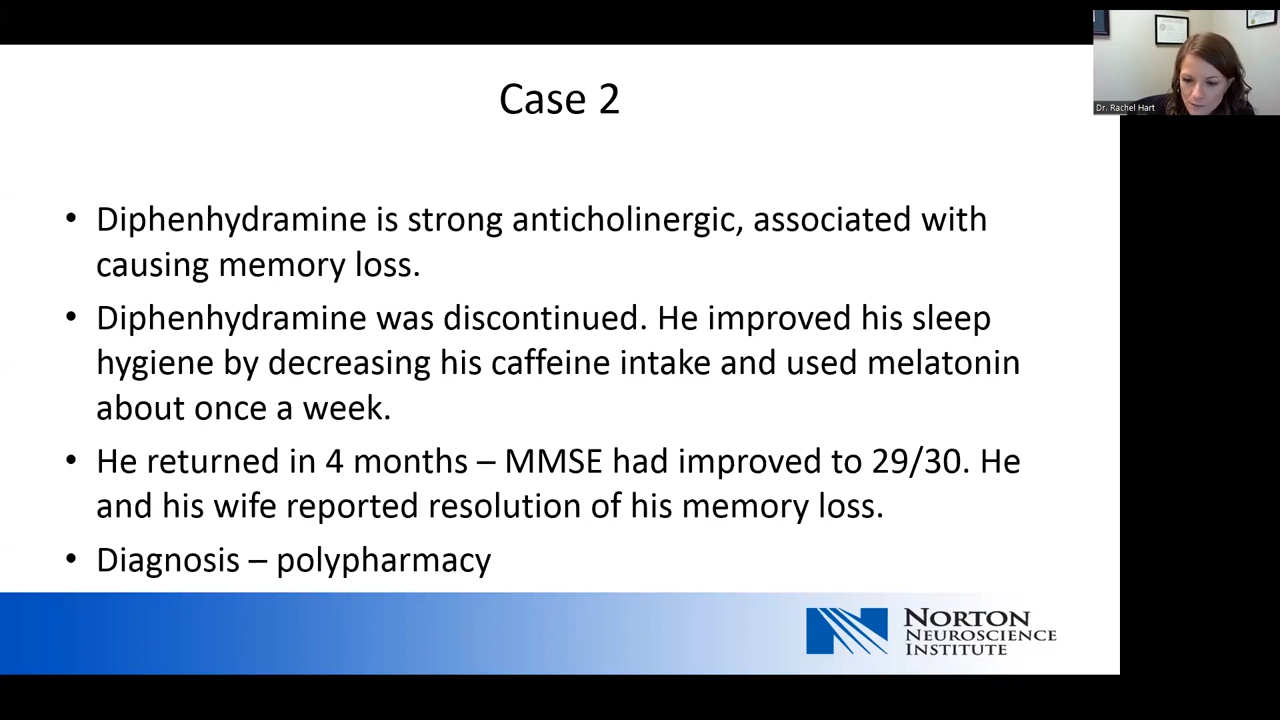 Case 2
• Diphenhydramine is strong anticholinergic, associated with
causing memory loss.
• Diphenhydramine was discontinued. He improved his sleep
hygiene by decreasing his caffeine intake and used melatonin
about once a week.
• He returned in 4 months – MMSE had improved to 29/30. He
and his wife reported resolution of his memory loss.
• Diagnosis – polypharmacy
NORTON
NEUROSCIENCE
INSTITUTE
Dr. Rachel Hart